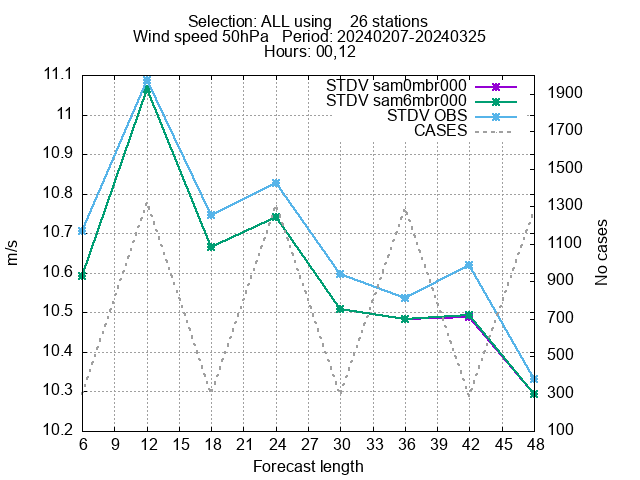 Selection: ALL using 26 stations
Wind speed 50hPa Period: 20240207-20240325
Hours: 00,12
STDV sam0mbr000
STDV sam6mbr000
STDV OBS
CASES
11.1
11
10.9
10.8
10.7
10.6
10.5
10.4
10.3
10.2
m/s
1900
1700
1500
1300
1100
900
700
500
300
100
No cases
6 9 12 15 18 21 24 27 30 33 36 39 42 45 48
Forecast length